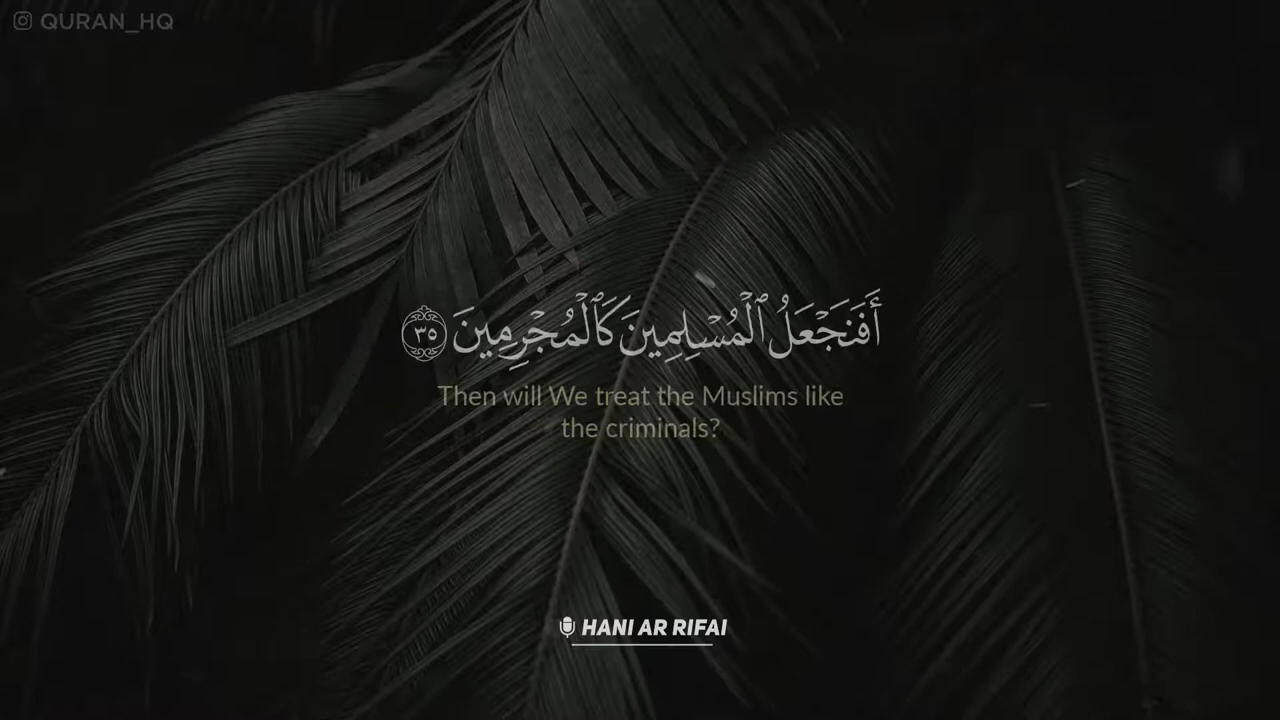 QURAN_HQ
أَفَنَجْعَلُ ٱلْمُسْلِمِينَ كَٱلْمُجْرِمِينَ ٣٥
Then will We treat the Muslims like
the criminals?
HANI AR RIFAI